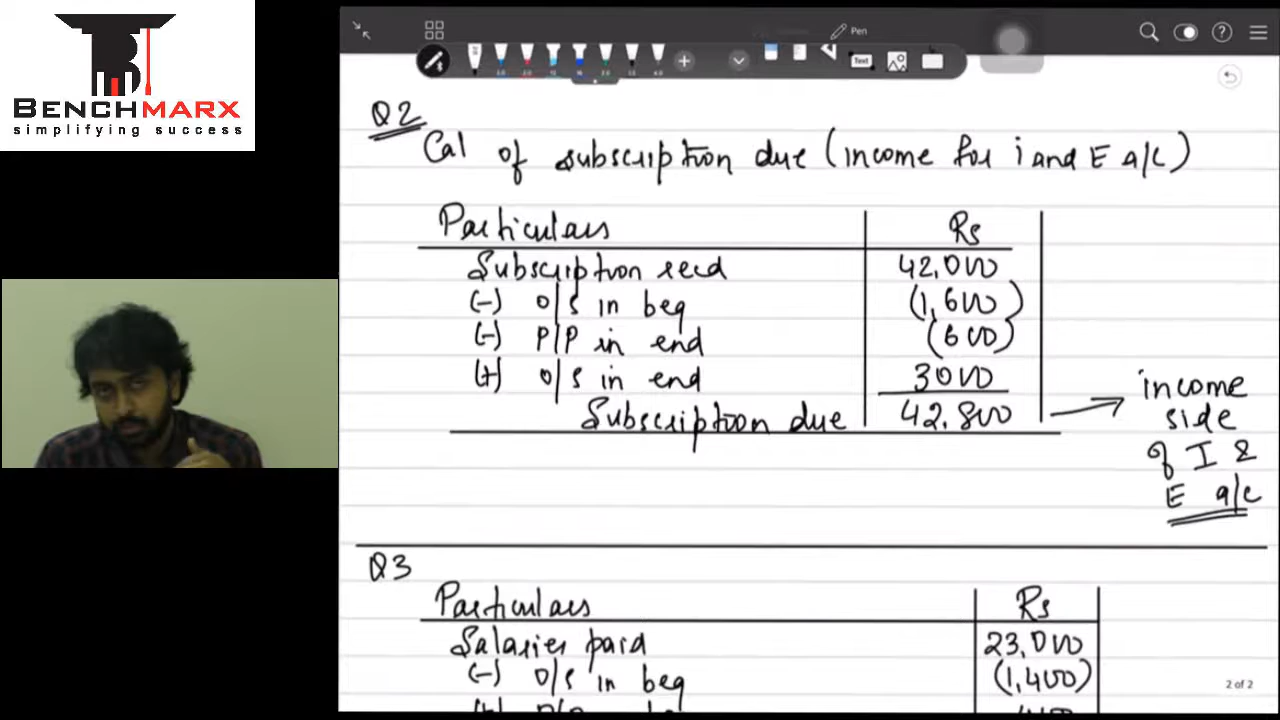 BENCHMARX
simplifying success
Pen
Text
Q2
Cal of subscription due (income for i and E a/c)
Particulars Rs
Subscription recd 42,000
(-) O/S in beg (1,600)
(-) P/P in end (600)
(+) O/S in end 3000
Subscription due 42,800
income
side
of I &
E a/c
Q3
Particulars Rs
Salaries paid 23,000
(-) O/S in beg (1,400)
2 of 2